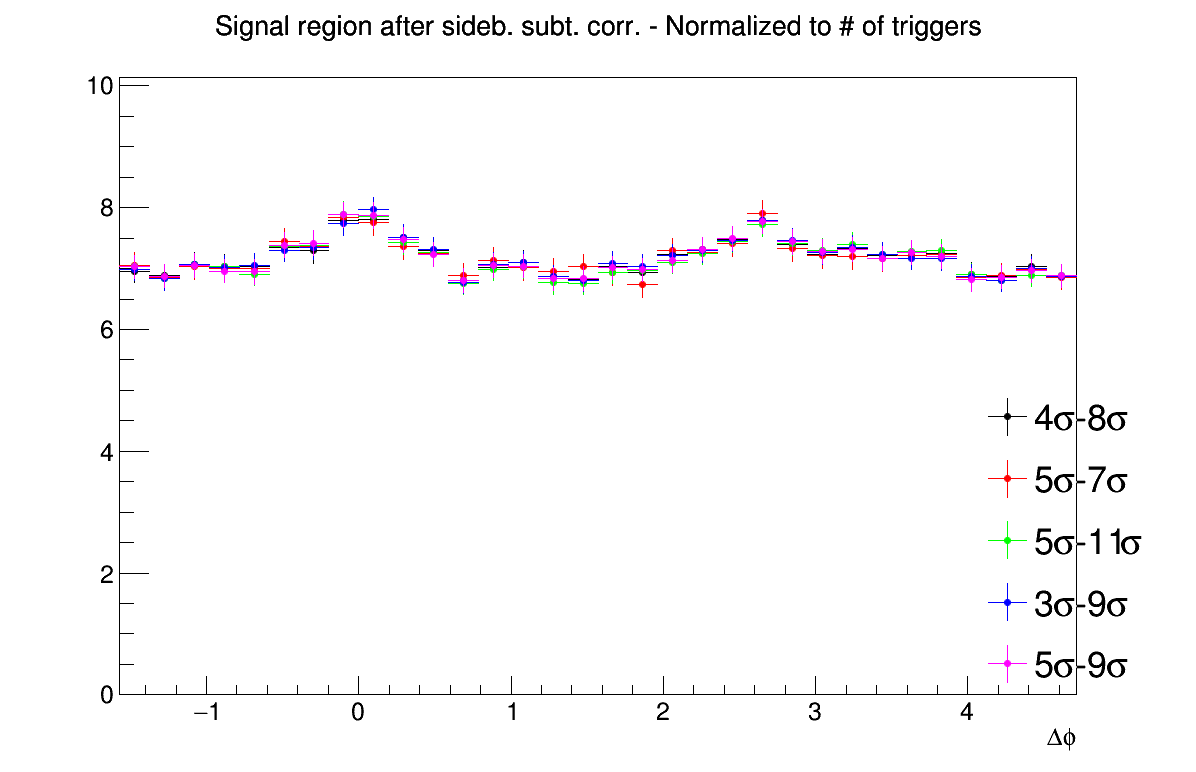 Signal region after sideb. subt. corr. - Normalized to # of triggers
10
8
6
4
2
0
4σ-8σ
5σ-7σ
5σ-11σ
3σ-9σ
5σ-9σ
−1 0 1 2 3 4
Δϕ